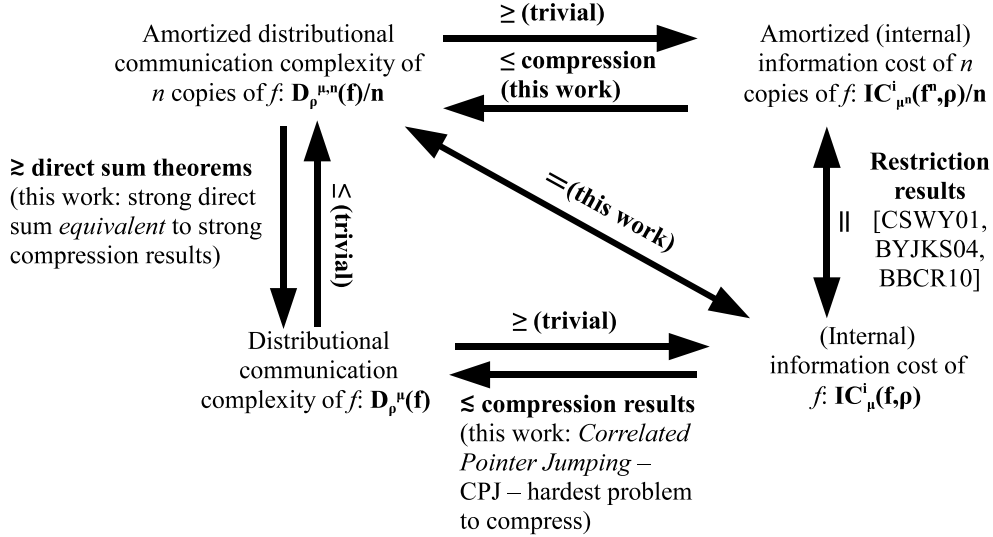 Amortized distributional
communication complexity of
n copies of f: Dρμ,n(f)/n
≥ (trivial)
≤ compression
(this work)
Amortized (internal)
information cost of n
copies of f: ICiμn(fn,ρ)/n
≳ direct sum theorems
(this work: strong direct
sum equivalent to strong
compression results)
≤ (trivial)
=(this work)
=
Restriction
results
[CSWY01,
BYJKS04,
BBCR10]
Distributional
communication
complexity of f: Dρμ(f)
≥ (trivial)
≲ compression results
(this work: Correlated
Pointer Jumping –
CPJ – hardest problem
to compress)
(Internal)
information cost of
f: ICiμ(f,ρ)